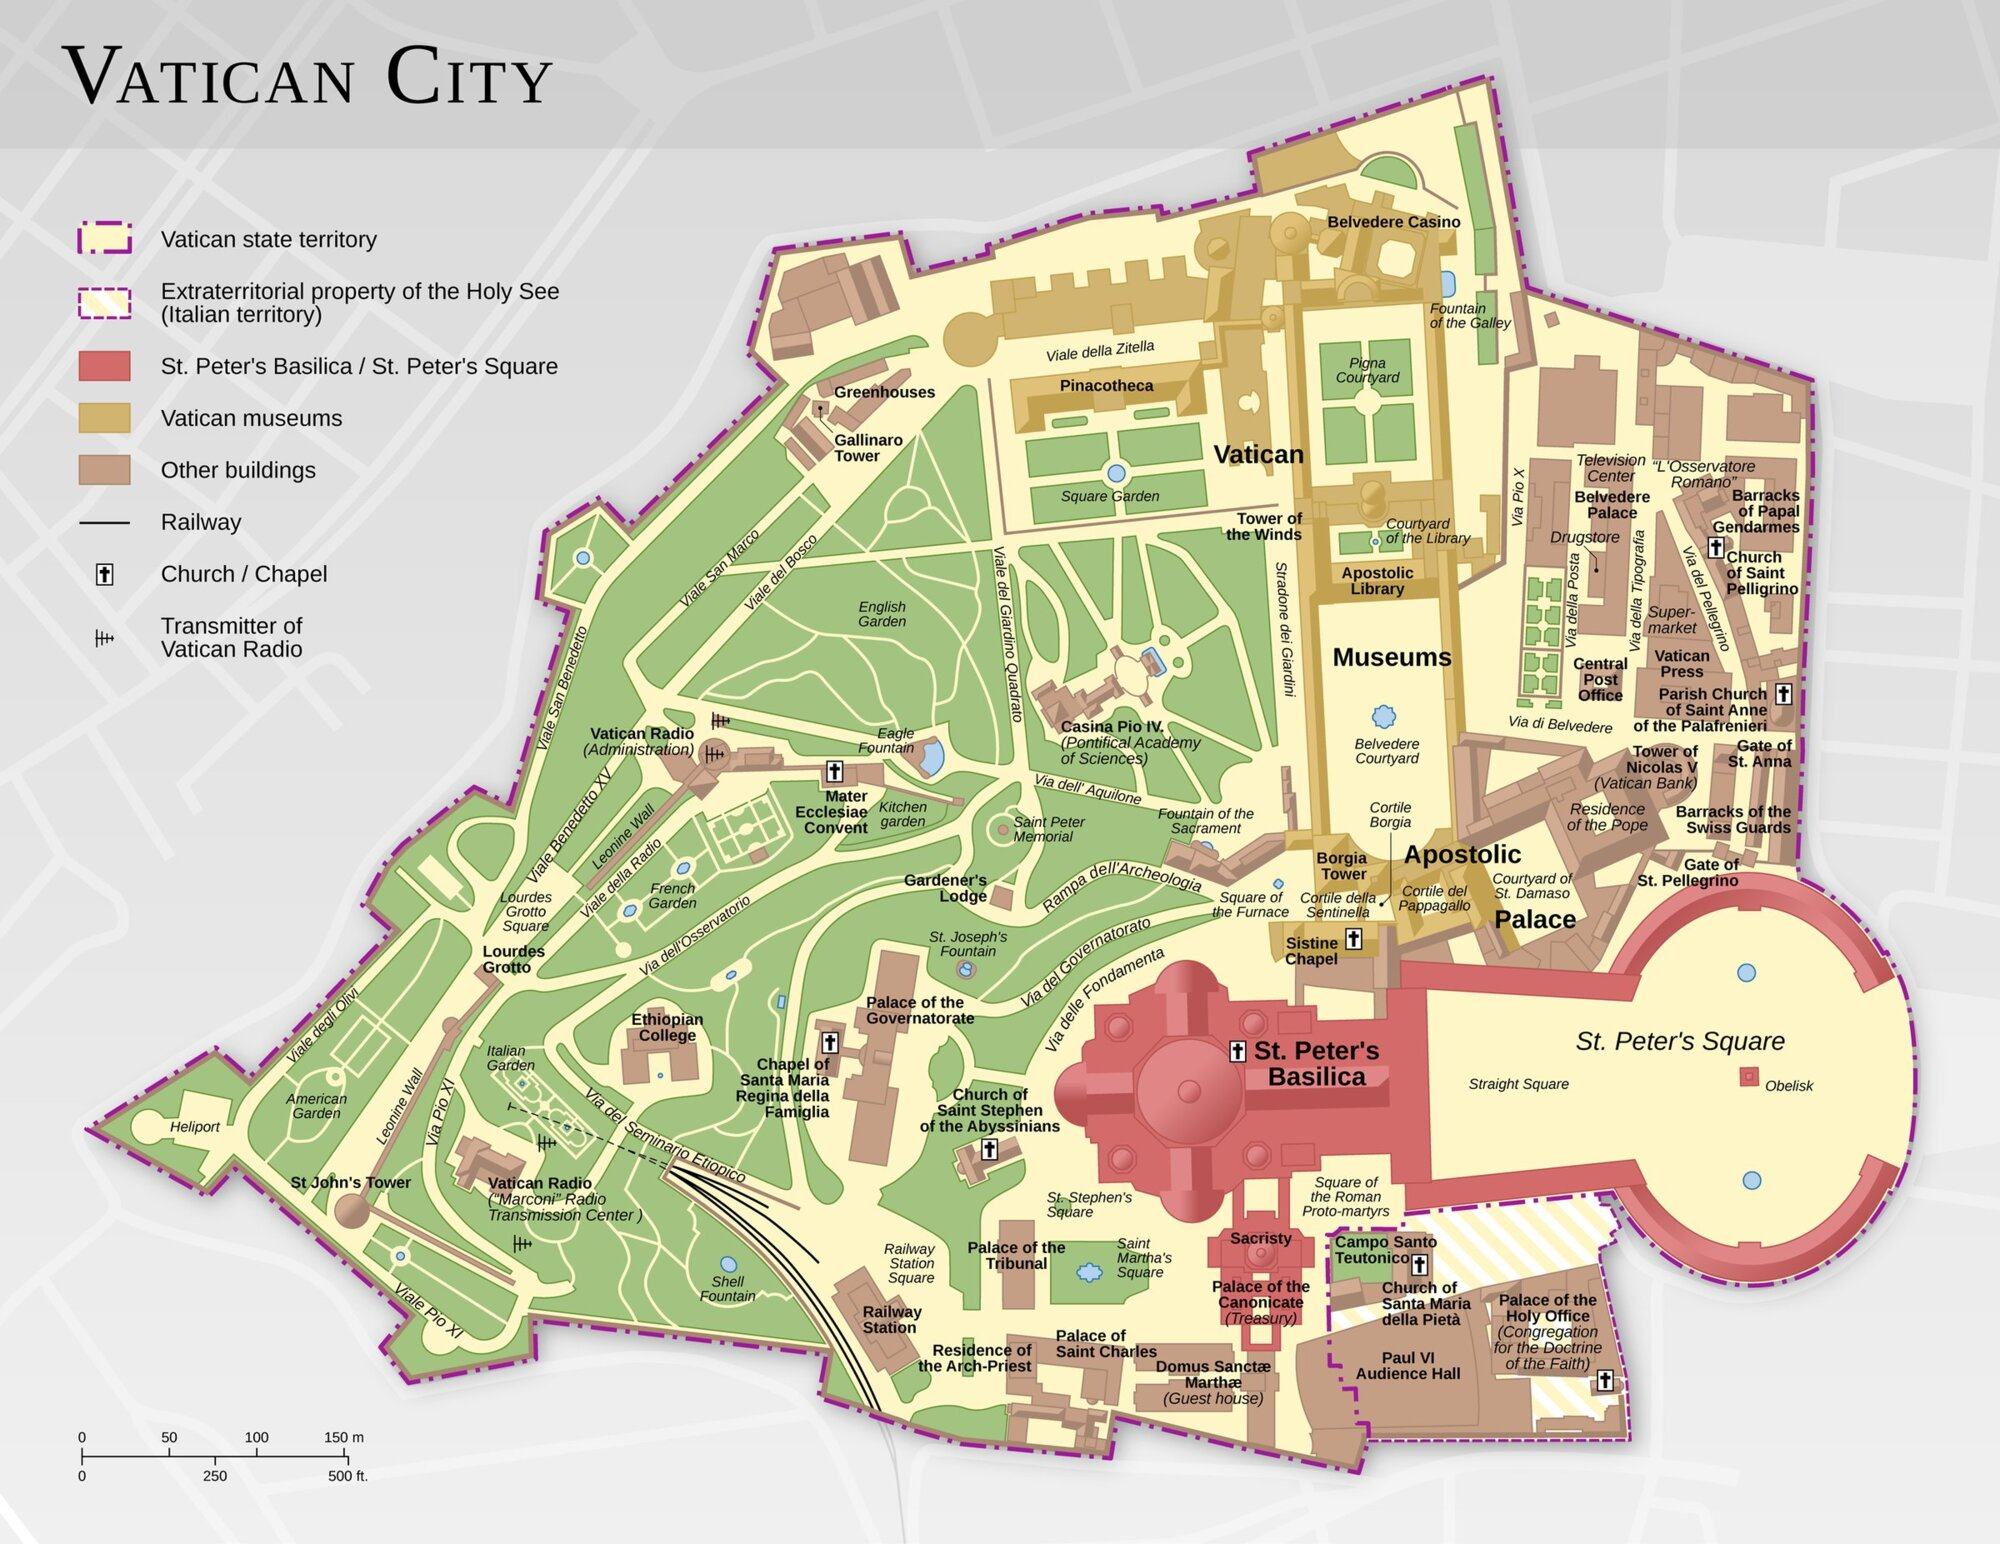 VATICAN CITY
Vatican state territory
Extraterritorial property of the Holy See
(Italian territory)
St. Peter's Basilica / St. Peter's Square
Vatican museums
Other buildings
Railway
Church / Chapel
Transmitter of
Vatican Radio
0 50 100 150 m
0 250 500 ft.
Belvedere Casino
Fountain
of the Galley
Viale della Zitella
Pinacotheca
Pigna
Courtyard
Greenhouses
Gallinaro
Tower
Vatican
Square Garden
Tower of
the Winds
Courtyard
of the Library
Apostolic
Library
Via Pio X
Television
Center
Belvedere
Palace
Drugstore
"L'Osservatore
Romano"
Barracks
of Papal
Gendarmes
Church
of Saint
Pelligrino
Via della Posta
Via della Tipografia
Via del Pellegrino
Super-
market
Vatican
Press
Central
Post
Office
Parish Church
of Saint Anne
of the Palafrenieri
Via di Belvedere
Tower of
Nicolas V
(Vatican Bank)
Gate of
St. Anna
Residence
of the Pope
Barracks of the
Swiss Guards
Gate of
St. Pellegrino
Viale San Marco
Viale del Bosco
Viale San Benedetto
English
Garden
Viale del Giardino Quadrato
Stradone dei Giardini
Museums
Casina Pio IV.
(Pontifical Academy
of Sciences)
Belvedere
Courtyard
Vatican Radio
(Administration)
Eagle
Fountain
Mater
Ecclesiae
Convent
Kitchen
garden
Via dell' Aquilone
Saint Peter
Memorial
Fountain of the
Sacrament
Cortile
Borgia
Borgia
Tower
Apostolic
Palace
Courtyard of
St. Damaso
Cortile del
Pappagallo
Cortile della
Sentinella
Square of
the Furnace
Sistine
Chapel
Viale Benedetto XV
Leonine Wall
Viale della Radio
French
Garden
Lourdes
Grotto
Square
Lourdes
Grotto
Via dell'Osservatorio
Gardener's
Lodge
Rampa dell'Archeologia
St. Joseph's
Fountain
Via del Governatorato
Via delle Fondamenta
Palace of the
Governatorate
Ethiopian
College
Chapel of
Santa Maria
Regina della
Famiglia
Viale degli Olivi
American
Garden
Heliport
Leonine Wall
Via Pio XI
Italian
Garden
Via del Seminario Etiopico
St John's Tower
Vatican Radio
("Marconi" Radio
Transmission Center )
Viale Pio XI
Shell
Fountain
Church of
Saint Stephen
of the Abyssinians
St. Stephen's
Square
St. Peter's
Basilica
St. Peter's Square
Straight Square
Obelisk
Square of
the Roman
Proto-martyrs
Railway
Station
Square
Railway
Station
Palace of the
Tribunal
Saint
Martha's
Square
Sacristy
Palace of the
Canonicate
(Treasury)
Residence of
the Arch-Priest
Palace of
Saint Charles
Domus Sanctæ
Marthæ
(Guest house)
Campo Santo
Teutonico
Church of
Santa Maria
della Pietà
Palace of the
Holy Office
(Congregation
for the Doctrine
of the Faith)
Paul VI
Audience Hall